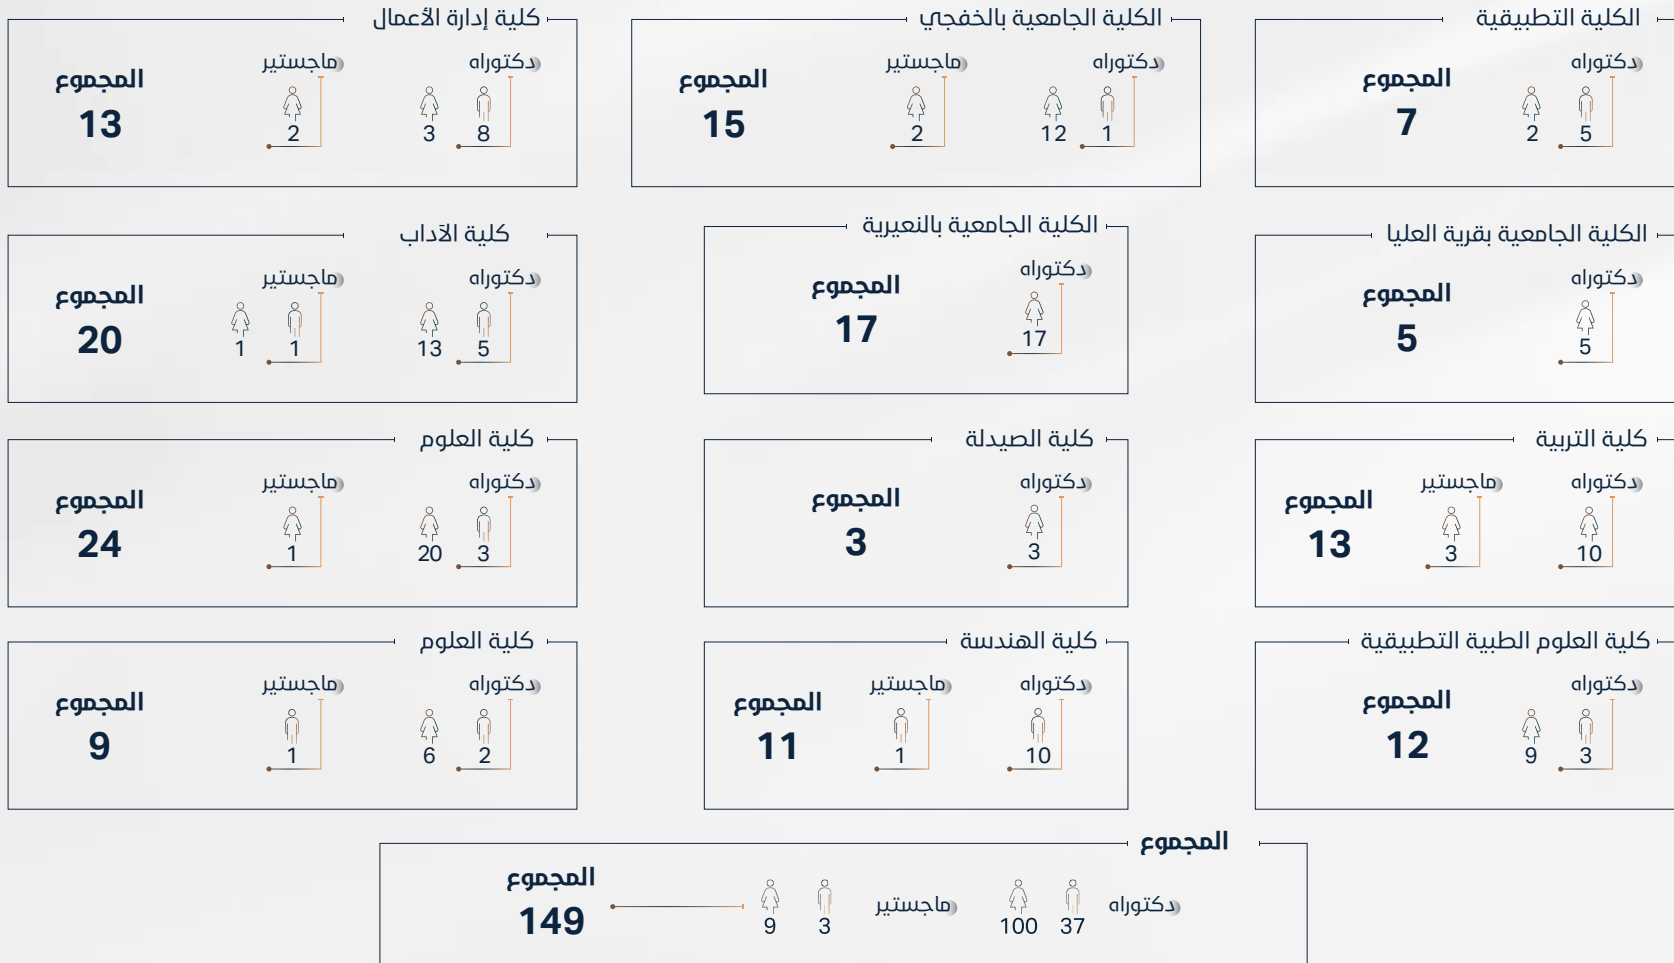 الكلية التطبيقية
دكتوراه
5
2
المجموع
7
الكلية الجامعية بالخفجي
دكتوراه
1
12
ماجستير
2
المجموع
15
كلية إدارة الأعمال
دكتوراه
8
3
ماجستير
2
المجموع
13
الكلية الجامعية بقرية العليا
دكتوراه
5
المجموع
5
الكلية الجامعية بالنعيرية
دكتوراه
17
المجموع
17
كلية الآداب
دكتوراه
5
13
ماجستير
1
1
المجموع
20
كلية التربية
دكتوراه
10
ماجستير
3
المجموع
13
كلية الصيدلة
دكتوراه
3
المجموع
3
كلية العلوم
دكتوراه
3
20
ماجستير
1
المجموع
24
كلية العلوم الطبية التطبيقية
دكتوراه
3
9
المجموع
12
كلية الهندسة
دكتوراه
10
ماجستير
1
المجموع
11
كلية العلوم
دكتوراه
2
6
ماجستير
1
المجموع
9
المجموع
دكتوراه
37
100
ماجستير
3
9
المجموع
149